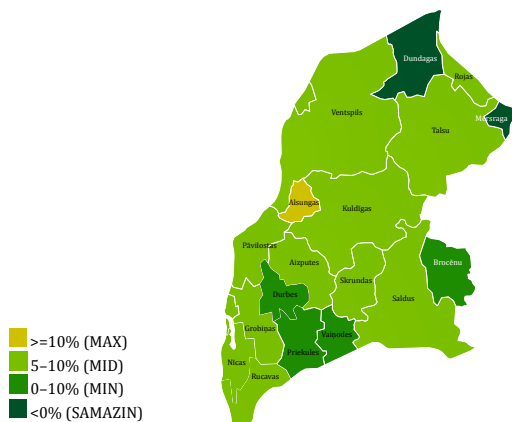 Dundagas
Rojas
Mērsraga
Ventspils
Talsu
Alsungas
Kuldīgas
Pāvilostas
Aizputes
Brocēnu
Skrundas
Durbes
Saldus
Grobiņas
Vaiņodes
Priekules
Nīcas
Rucavas
>=10% (MAX)
5–10% (MID)
0–10% (MIN)
<0% (SAMAZIN)